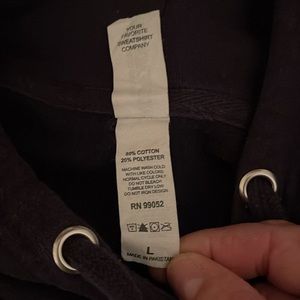 YOUR
FAVORITE
SWEATSHIRT
COMPANY
80% COTTON
20% POLYESTER
MACHINE WASH COLD
WITH LIKE COLORS
NORMAL CYCLE ONLY
DO NOT BLEACH
TUMBLE DRY LOW
DO NOT IRON DESIGN.
RN 99052
L
MADE IN PAKISTAN